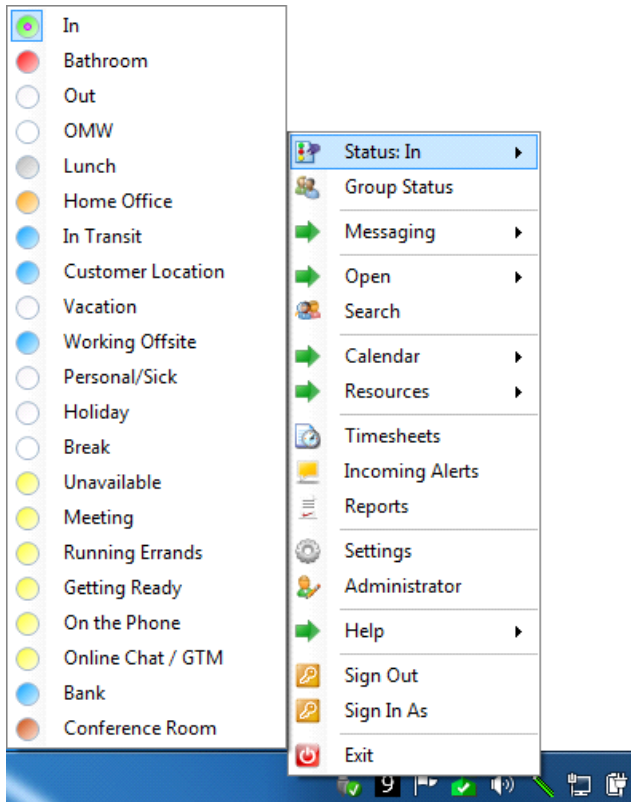 In
Bathroom
Out
OMW
Lunch
Home Office
In Transit
Customer Location
Vacation
Working Offsite
Personal/Sick
Holiday
Break
Unavailable
Meeting
Running Errands
Getting Ready
On the Phone
Online Chat / GTM
Bank
Conference Room
Status: In
Group Status
Messaging
Open
Search
Calendar
Resources
Timesheets
Incoming Alerts
Reports
Settings
Administrator
Help
Sign Out
Sign In As
Exit
9